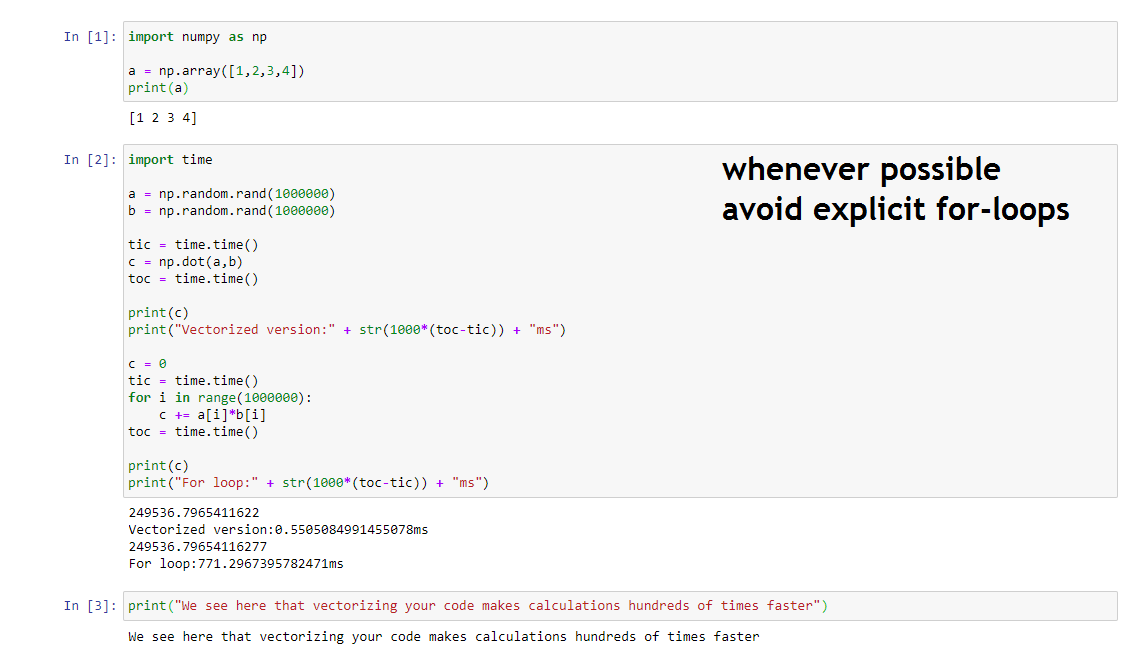 In [1]: import numpy as np
a = np.array([1,2,3,4])
print(a)
[1 2 3 4]
In [2]: import time
whenever possible
avoid explicit for-loops
a = np.random.rand(1000000)
b = np.random.rand(1000000)
tic = time.time()
c = np.dot(a,b)
toc = time.time()
print(c)
print("Vectorized version:" + str(1000*(toc-tic)) + "ms")
c = 0
tic = time.time()
for i in range(1000000):
    c += a[i]*b[i]
toc = time.time()
print(c)
print("For loop:" + str(1000*(toc-tic)) + "ms")
249536.7965411622
Vectorized version:0.5505084991455078ms
249536.79654116277
For loop:771.2967395782471ms
In [3]: print("We see here that vectorizing your code makes calculations hundreds of times faster")
We see here that vectorizing your code makes calculations hundreds of times faster